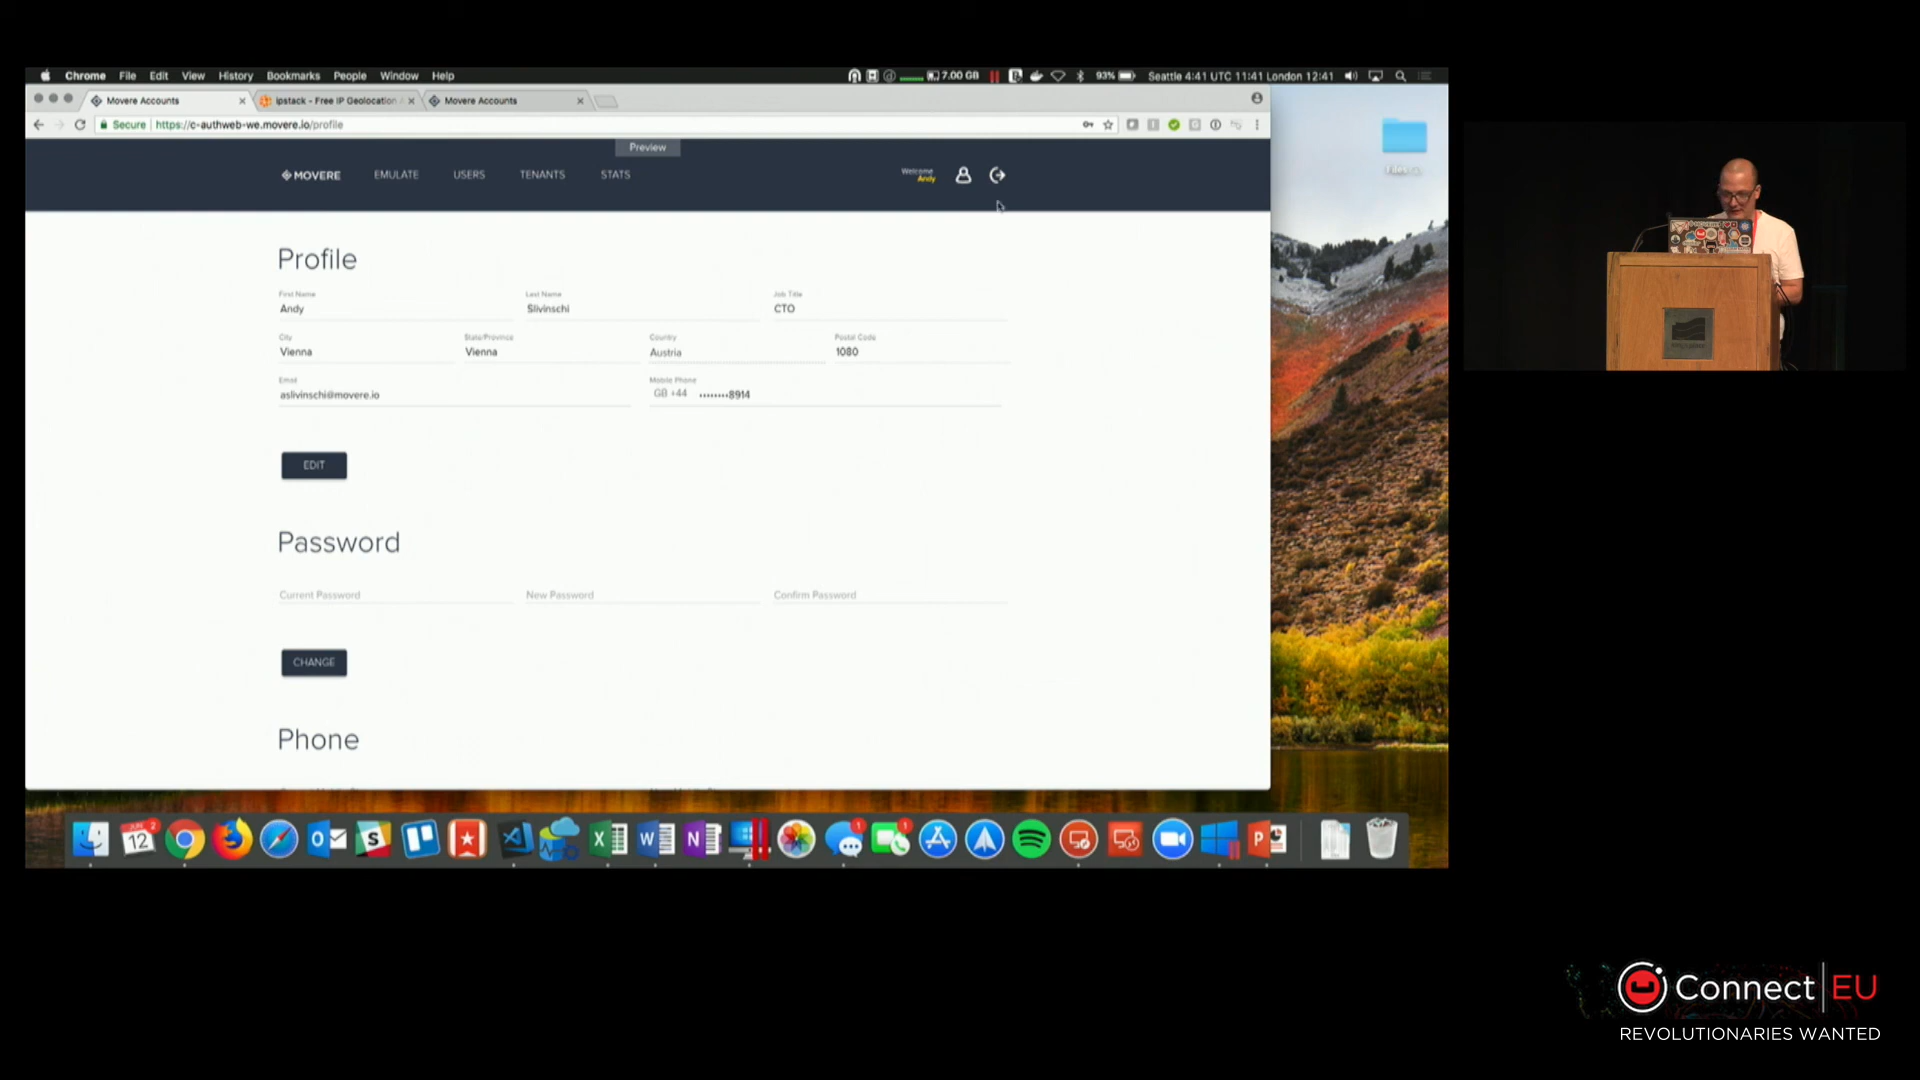 Chrome File Edit View History Bookmarks People Window Help
7.00 GB 93% Seattle 4:41 UTC 11:41 London 12:41
Movere Accounts
ipstack - Free IP Geolocation
Movere Accounts
Secure https://c-authweb-we.movere.io/profile
Preview
MOVERE EMULATE USERS TENANTS STATS
Welcome
Andy
Profile
First Name Last Name Job Title
Andy Slivinschi CTO
City State/Province Country Postal Code
Vienna Vienna Austria 1080
Email Mobile Phone
aslivinschi@movere.io GB +44 ••••••••8914
EDIT
Password
Current Password New Password Confirm Password
CHANGE
Phone
JUN
12
Connect EU
REVOLUTIONARIES WANTED